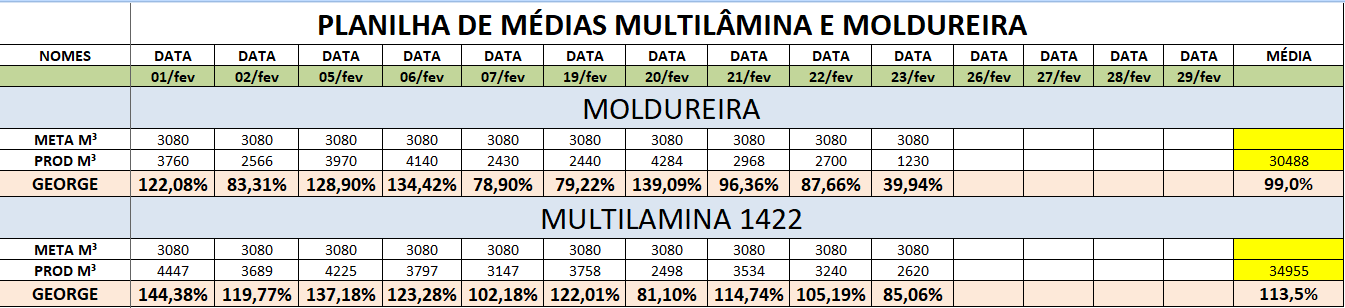 PLANILHA DE MÉDIAS MULTILÂMINA E MOLDUREIRA
NOMES DATA DATA DATA DATA DATA DATA DATA DATA DATA DATA DATA DATA DATA DATA MÉDIA
01/fev 02/fev 05/fev 06/fev 07/fev 19/fev 20/fev 21/fev 22/fev 23/fev 26/fev 27/fev 28/fev 29/fev
MOLDUREIRA
META M³ 3080 3080 3080 3080 3080 3080 3080 3080 3080 3080
PROD M³ 3760 2566 3970 4140 2430 2440 4284 2968 2700 1230 30488
GEORGE 122,08% 83,31% 128,90% 134,42% 78,90% 79,22% 139,09% 96,36% 87,66% 39,94% 99,0%
MULTILAMINA 1422
META M³ 3080 3080 3080 3080 3080 3080 3080 3080 3080 3080
PROD M³ 4447 3689 4225 3797 3147 3758 2498 3534 3240 2620 34955
GEORGE 144,38% 119,77% 137,18% 123,28% 102,18% 122,01% 81,10% 114,74% 105,19% 85,06% 113,5%